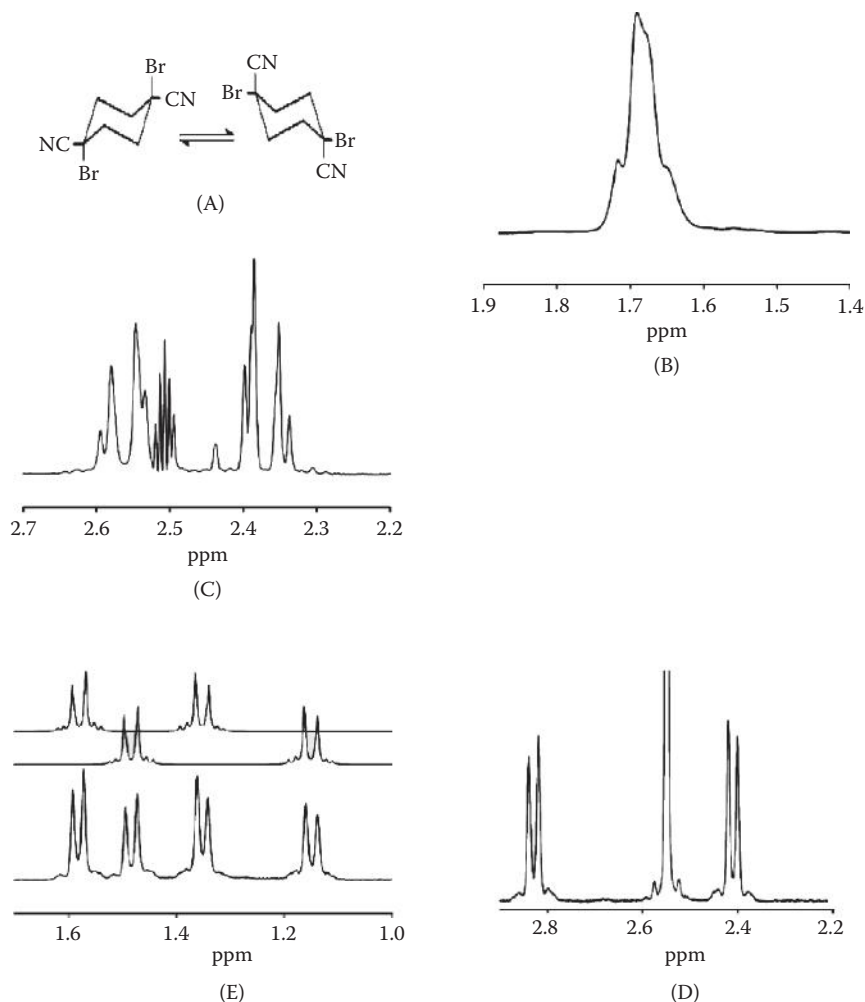 Br
CN
NC
Br
CN
Br
Br
CN
(A)
1.9 1.8 1.7 1.6 1.5 1.4
ppm
(B)
2.7 2.6 2.5 2.4 2.3 2.2
ppm
(C)
1.6 1.4 1.2 1.0
ppm
(E)
2.8 2.6 2.4 2.2
ppm
(D)